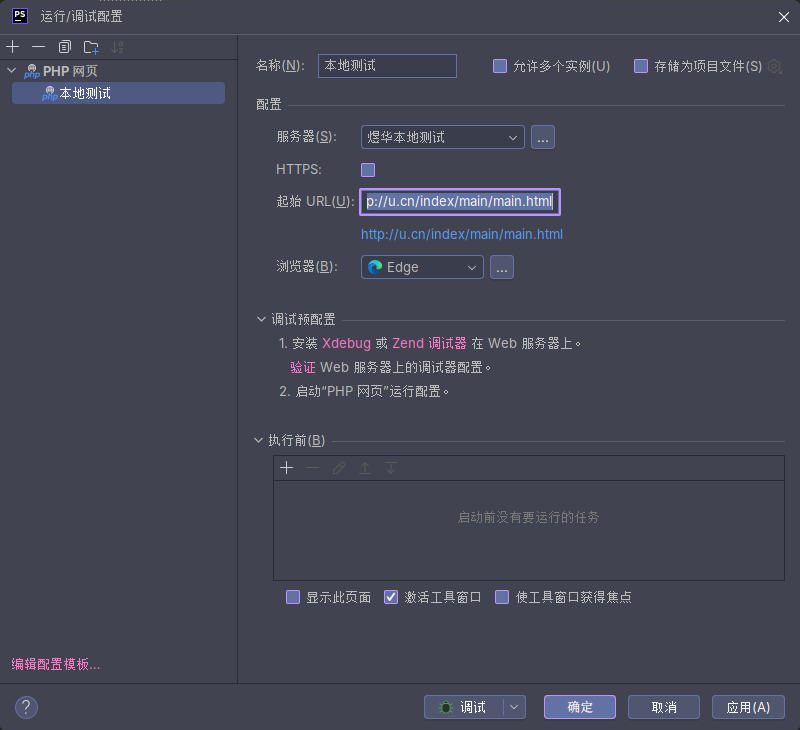 PS 运行/调试配置
PHP 网页
php
本地测试
php
名称(N):
本地测试
允许多个实例(U)
存储为项目文件(S)
配置
服务器(S):
煜华本地测试
...
HTTPS:
起始 URL(U):
p://u.cn/index/main/main.html
http://u.cn/index/main/main.html
浏览器(B):
Edge
...
调试预配置
1. 安装 Xdebug 或 Zend 调试器 在 Web 服务器上。
验证 Web 服务器上的调试器配置。
2. 启动“PHP 网页”运行配置。
执行前(B)
启动前没有要运行的任务
显示此页面
激活工具窗口
使工具窗口获得焦点
编辑配置模板...
?
调试
确定
取消
应用(A)